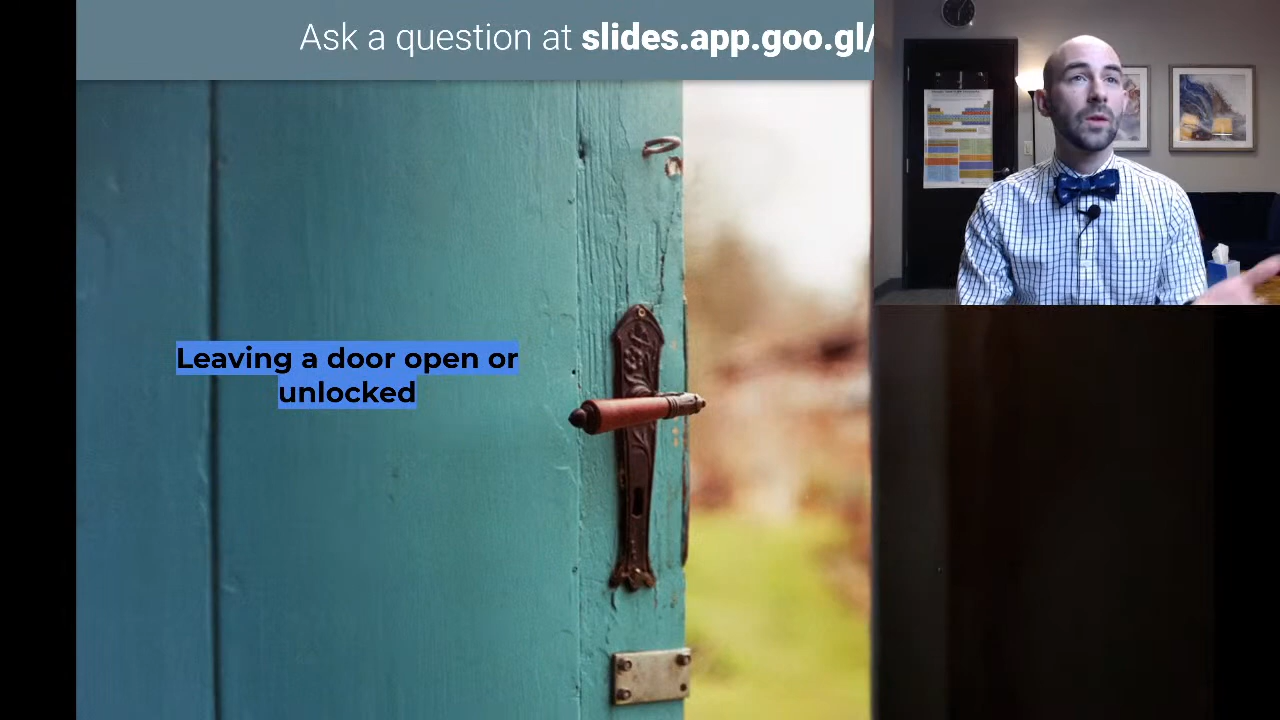 Ask a question at slides.app.goo.gl/
Leaving a door open or
unlocked